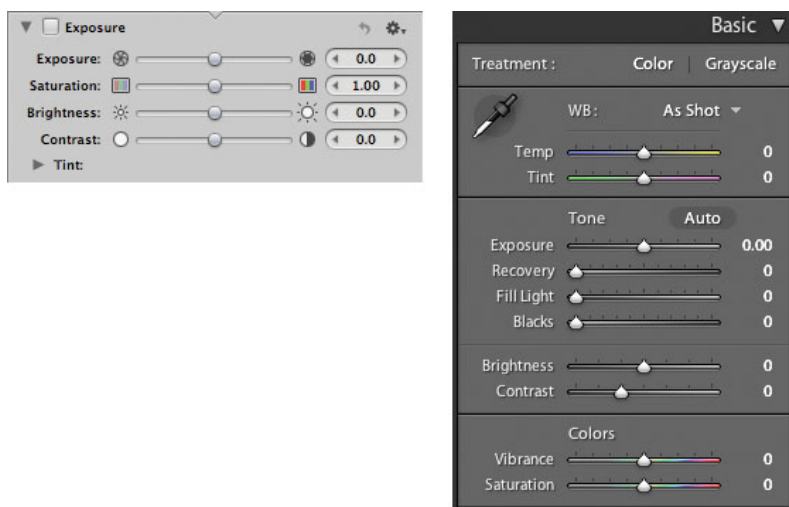 Exposure
Exposure: 0.0
Saturation: 1.00
Brightness: 0.0
Contrast: 0.0
Tint:
Basic
Treatment : Color | Grayscale
WB : As Shot
Temp 0
Tint 0
Tone Auto
Exposure 0.00
Recovery 0
Fill Light 0
Blacks 0
Brightness 0
Contrast 0
Colors
Vibrance 0
Saturation 0